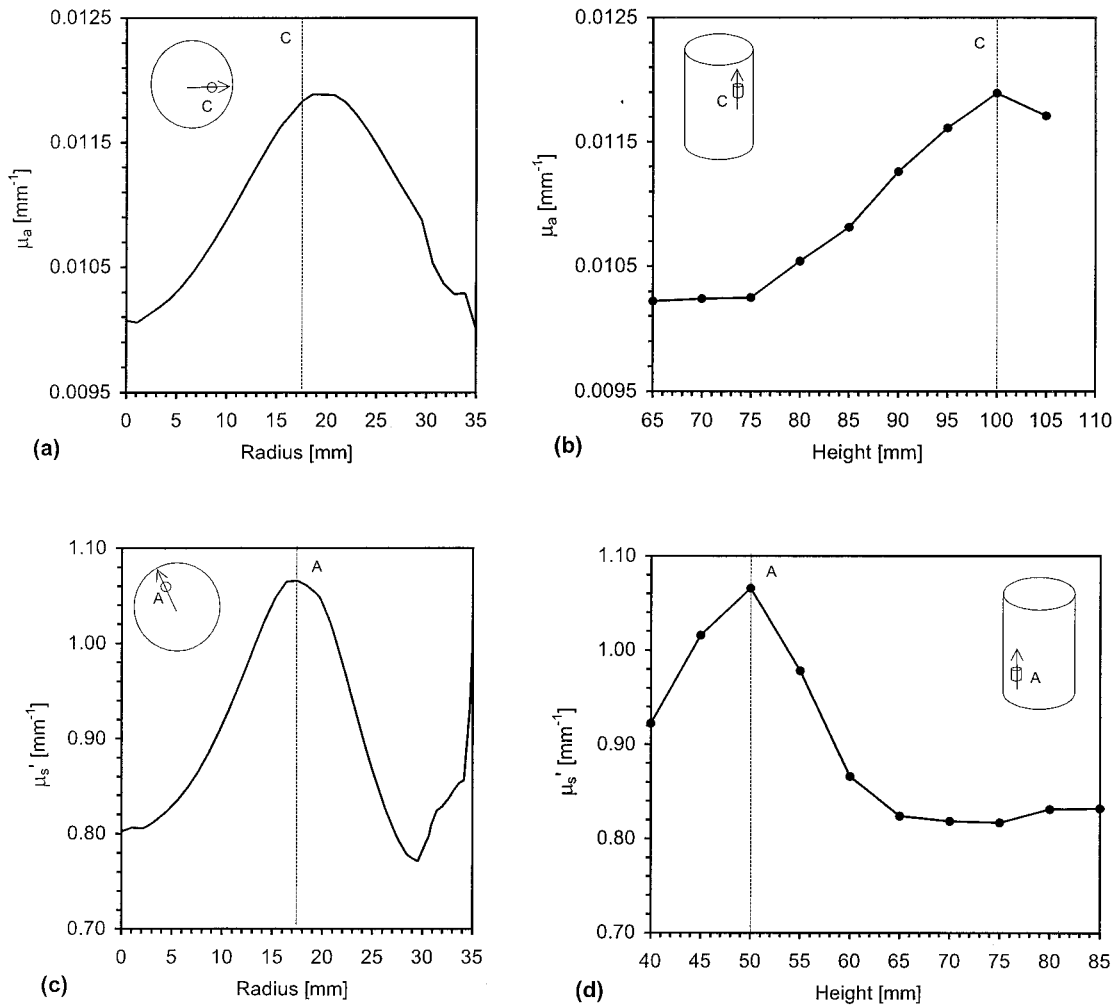 0.0125
0.0115
0.0105
0.0095
μa [mm-1]
C
C
0 5 10 15 20 25 30 35
Radius [mm]
(a)
0.0125
0.0115
0.0105
0.0095
μa [mm-1]
C
C
65 70 75 80 85 90 95 100 105 110
Height [mm]
(b)
1.10
1.00
0.90
0.80
0.70
μs' [mm-1]
A
A
0 5 10 15 20 25 30 35
Radius [mm]
(c)
1.10
1.00
0.90
0.80
0.70
μs' [mm-1]
A
A
40 45 50 55 60 65 70 75 80 85
Height [mm]
(d)